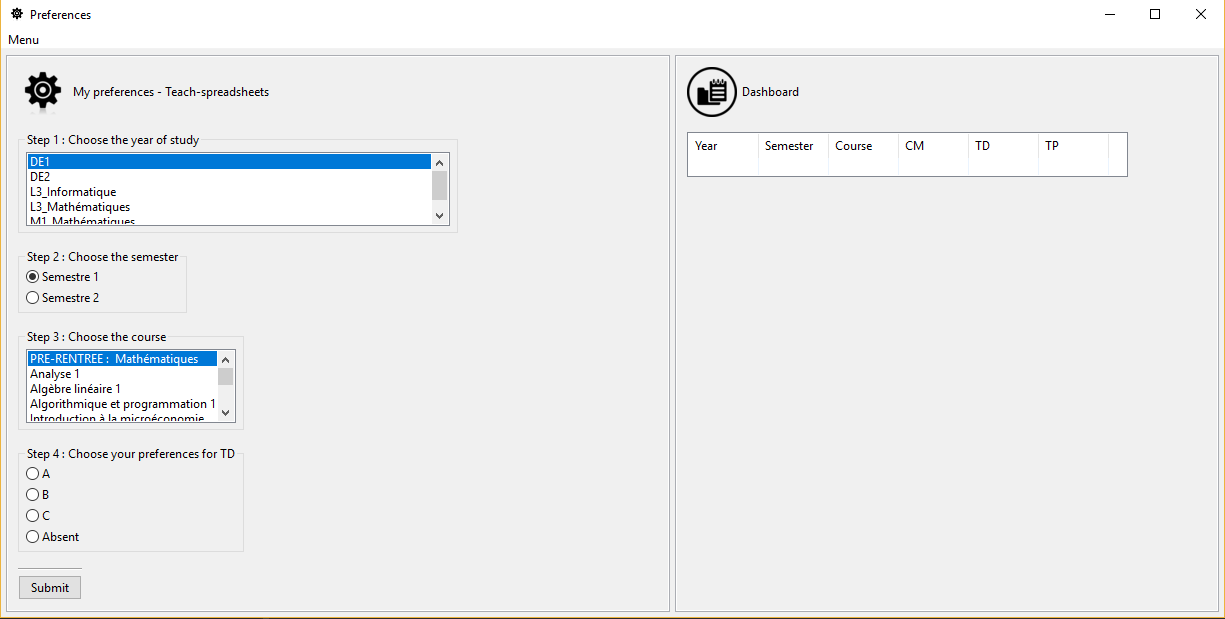 Preferences
Menu
My preferences - Teach-spreadsheets
Step 1 : Choose the year of study
DE1
DE2
L3_Informatique
L3_Mathématiques
M1_Mathématiques
Step 2 : Choose the semester
Semestre 1
Semestre 2
Step 3 : Choose the course
PRE-RENTREE : Mathématiques
Analyse 1
Algèbre linéaire 1
Algorithmique et programmation 1
Introduction à la microéconomie
Step 4 : Choose your preferences for TD
A
B
C
Absent
Submit
Dashboard
Year Semester Course CM TD TP